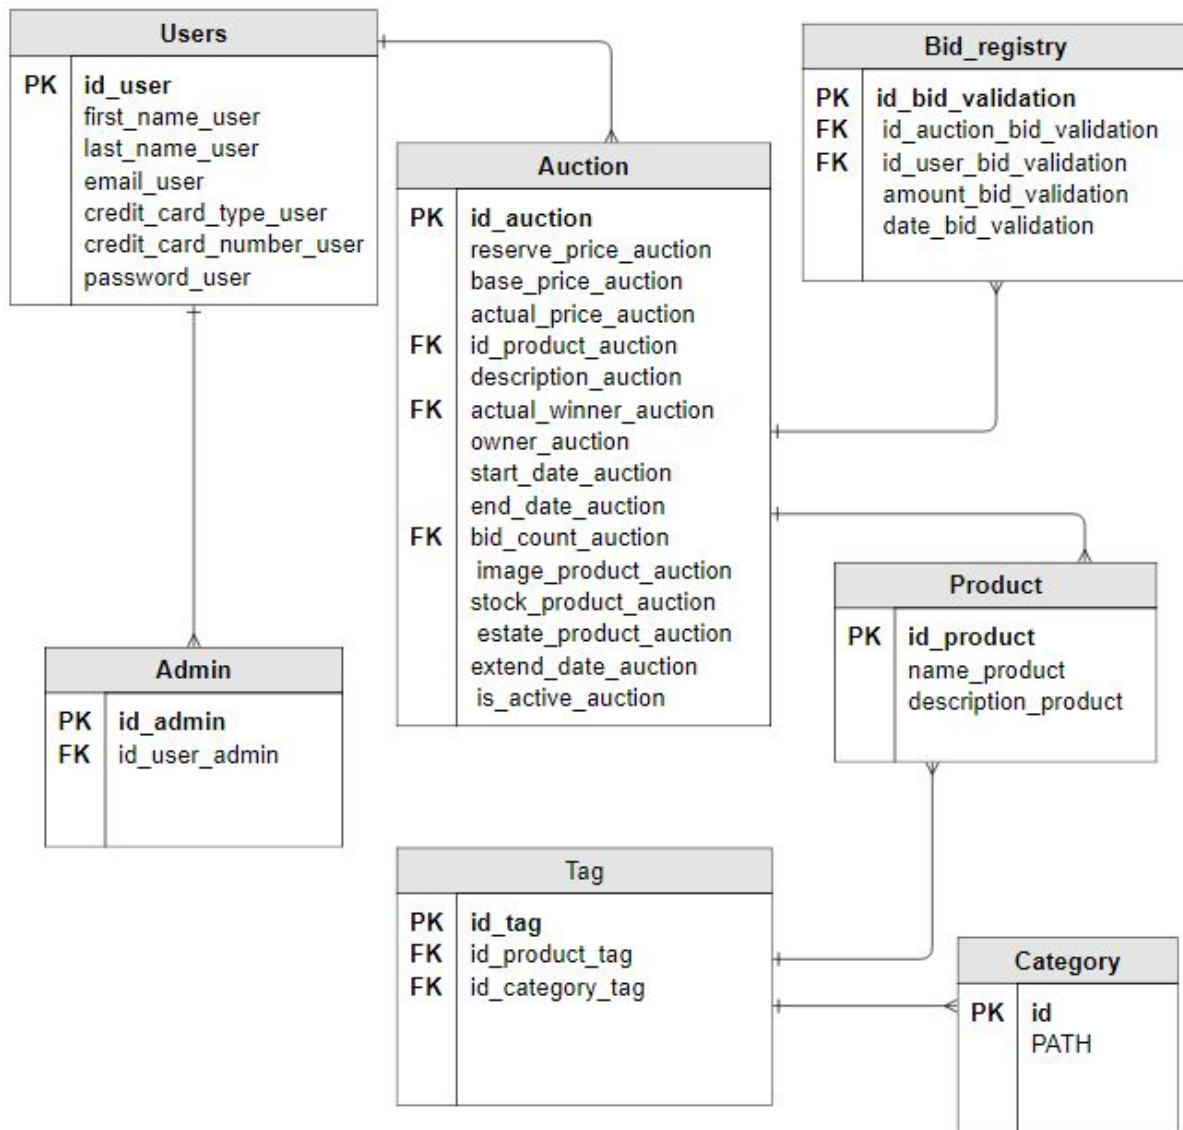 Users
PK id_user
first_name_user
last_name_user
email_user
credit_card_type_user
credit_card_number_user
password_user
Bid_registry
PK id_bid_validation
FK id_auction_bid_validation
FK id_user_bid_validation
amount_bid_validation
date_bid_validation
Auction
PK id_auction
reserve_price_auction
base_price_auction
actual_price_auction
FK id_product_auction
description_auction
FK actual_winner_auction
owner_auction
start_date_auction
end_date_auction
FK bid_count_auction
image_product_auction
stock_product_auction
estate_product_auction
extend_date_auction
is_active_auction
Product
PK id_product
name_product
description_product
Admin
PK id_admin
FK id_user_admin
Tag
PK id_tag
FK id_product_tag
FK id_category_tag
Category
PK id
PATH